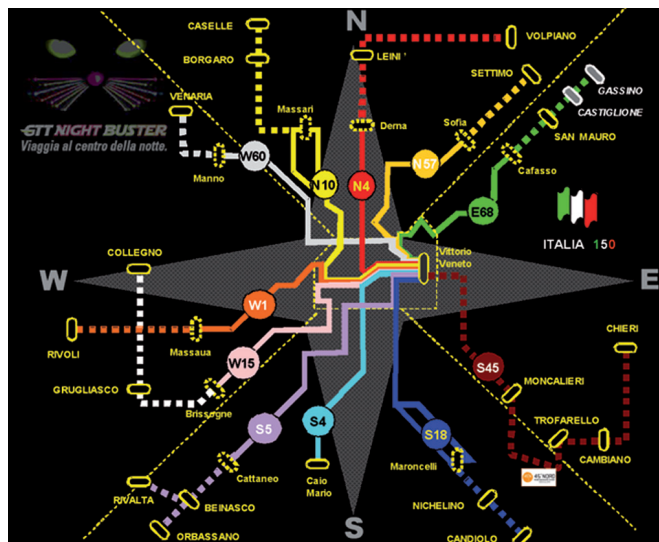 CASELLE
N
VOLPIANO
BORGARO
LEINI'
SETTIMO
GASSINO
VENARIA
Massari
CASTIGLIONE
Derna
Sofia
SAN MAURO
GTT NIGHT BUSTER
Viaggia al centro della notte.
Manno
W60
N10
N4
N57
Cafasso
E68
ITALIA 150
COLLEGNO
Vittorio
Veneto
W
E
W1
RIVOLI
Massaua
CHIERI
W15
S45
GRUGLIASCO
MONCALIERI
Brissogne
S5
S4
S18
TROFARELLO
Maroncelli
CAMBIANO
Cattaneo
Caio
Mario
RIVALTA
BEINASCO
NICHELINO
S
ORBASSANO
CANDIOLO